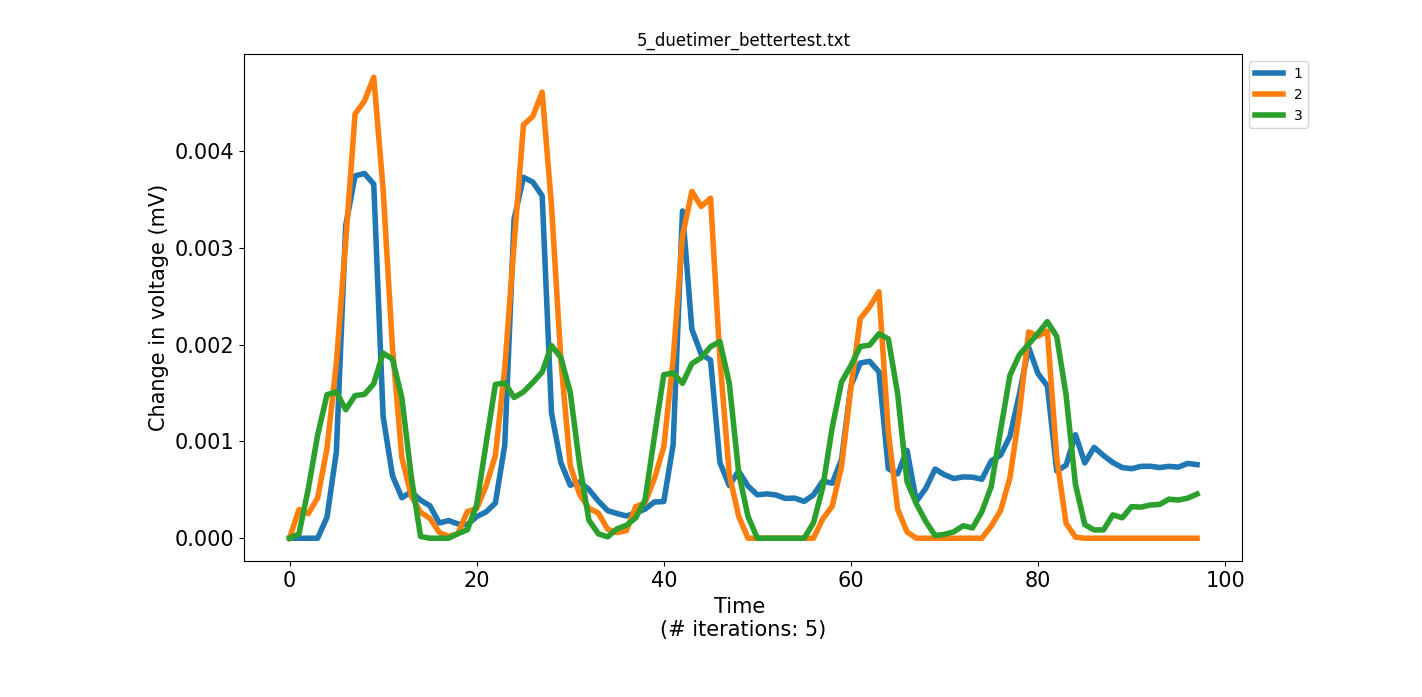 5_duetimer_bettertest.txt
1
2
3
Change in voltage (mV)
0.004
0.003
0.002
0.001
0.000
0 20 40 60 80 100
Time
(# iterations: 5)